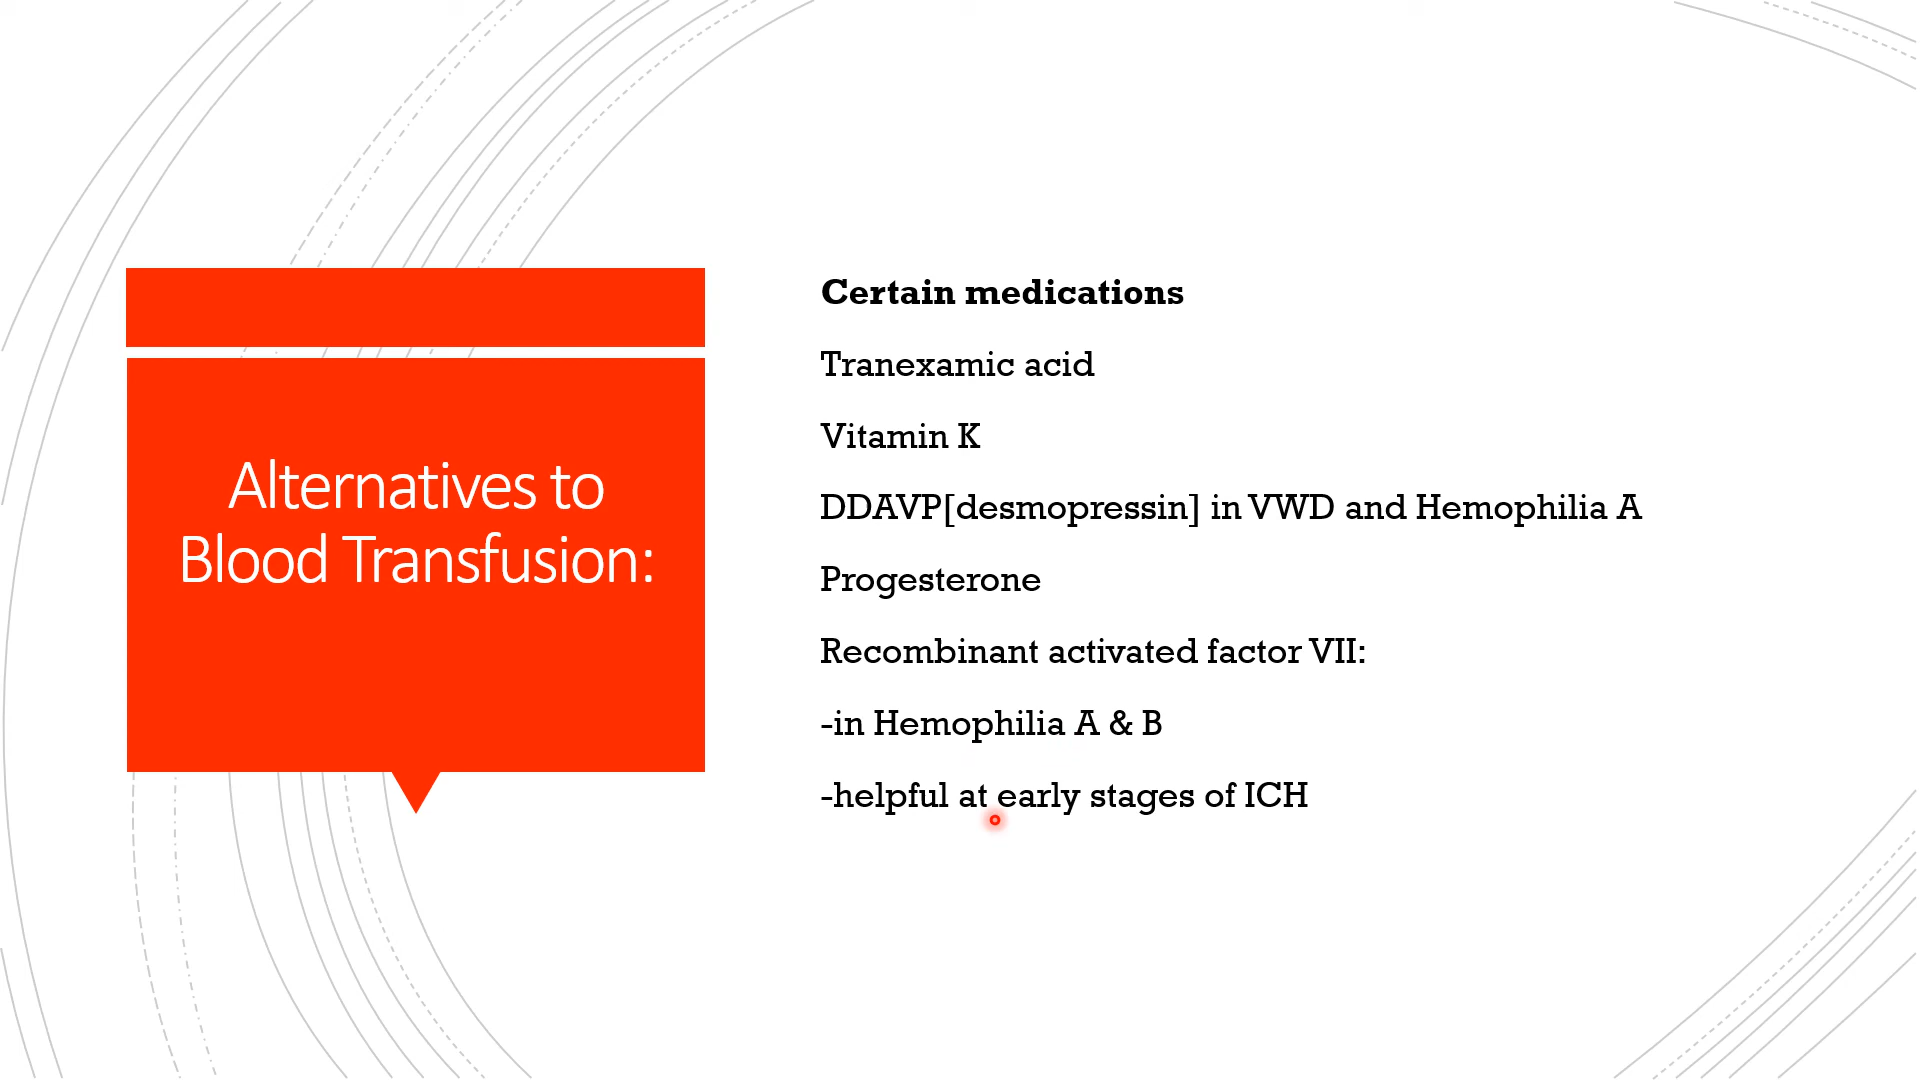 Alternatives to
Blood Transfusion:
Certain medications
Tranexamic acid
Vitamin K
DDAVP[desmopressin] in VWD and Hemophilia A
Progesterone
Recombinant activated factor VII:
-in Hemophilia A & B
-helpful at early stages of ICH